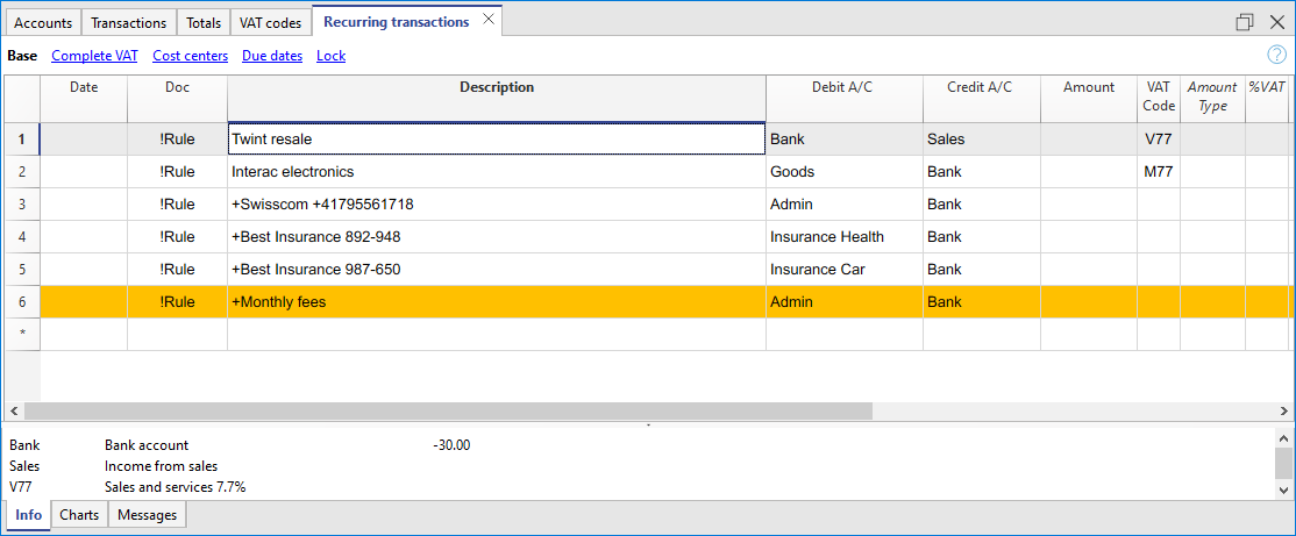 Accounts Transactions Totals VAT codes Recurring transactions
Base Complete VAT Cost centers Due dates Lock ?
Date Doc Description Debit A/C Credit A/C Amount VAT Code Amount Type %VAT
1 !Rule Twint resale Bank Sales V77
2 !Rule Interac electronics Goods Bank M77
3 !Rule +Swisscom +41795561718 Admin Bank
4 !Rule +Best Insurance 892-948 Insurance Health Bank
5 !Rule +Best Insurance 987-650 Insurance Car Bank
6 !Rule +Monthly fees Admin Bank
*
Bank Bank account -30.00
Sales Income from sales
V77 Sales and services 7.7%
Info Charts Messages